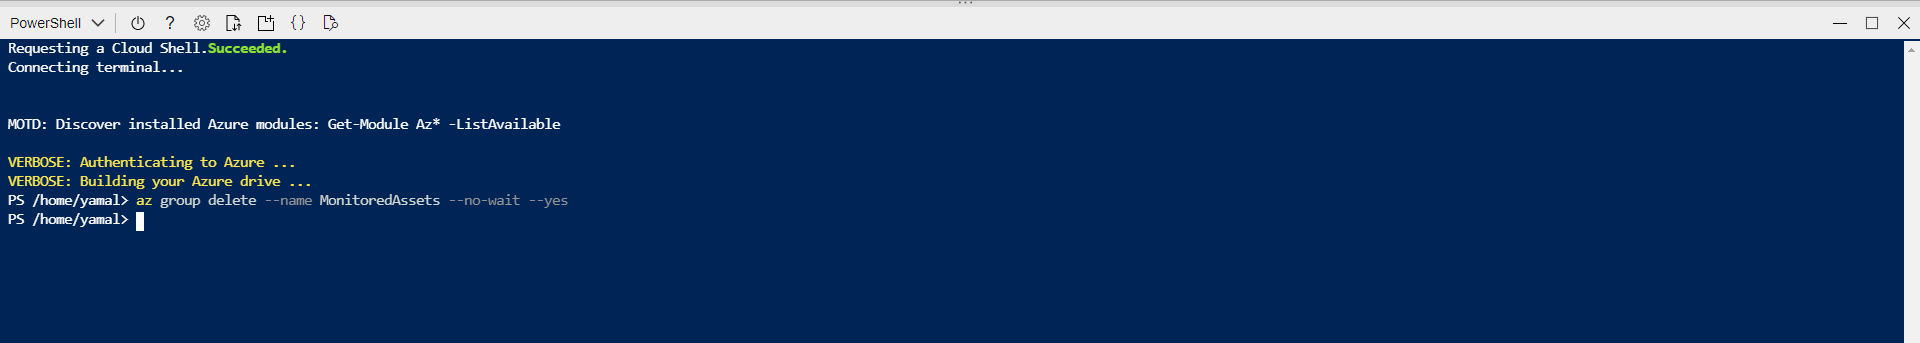 PowerShell
Requesting a Cloud Shell.Succeeded.
Connecting terminal...
MOTD: Discover installed Azure modules: Get-Module Az* -ListAvailable
VERBOSE: Authenticating to Azure ...
VERBOSE: Building your Azure drive ...
PS /home/yamal> az group delete --name MonitoredAssets --no-wait --yes
PS /home/yamal>